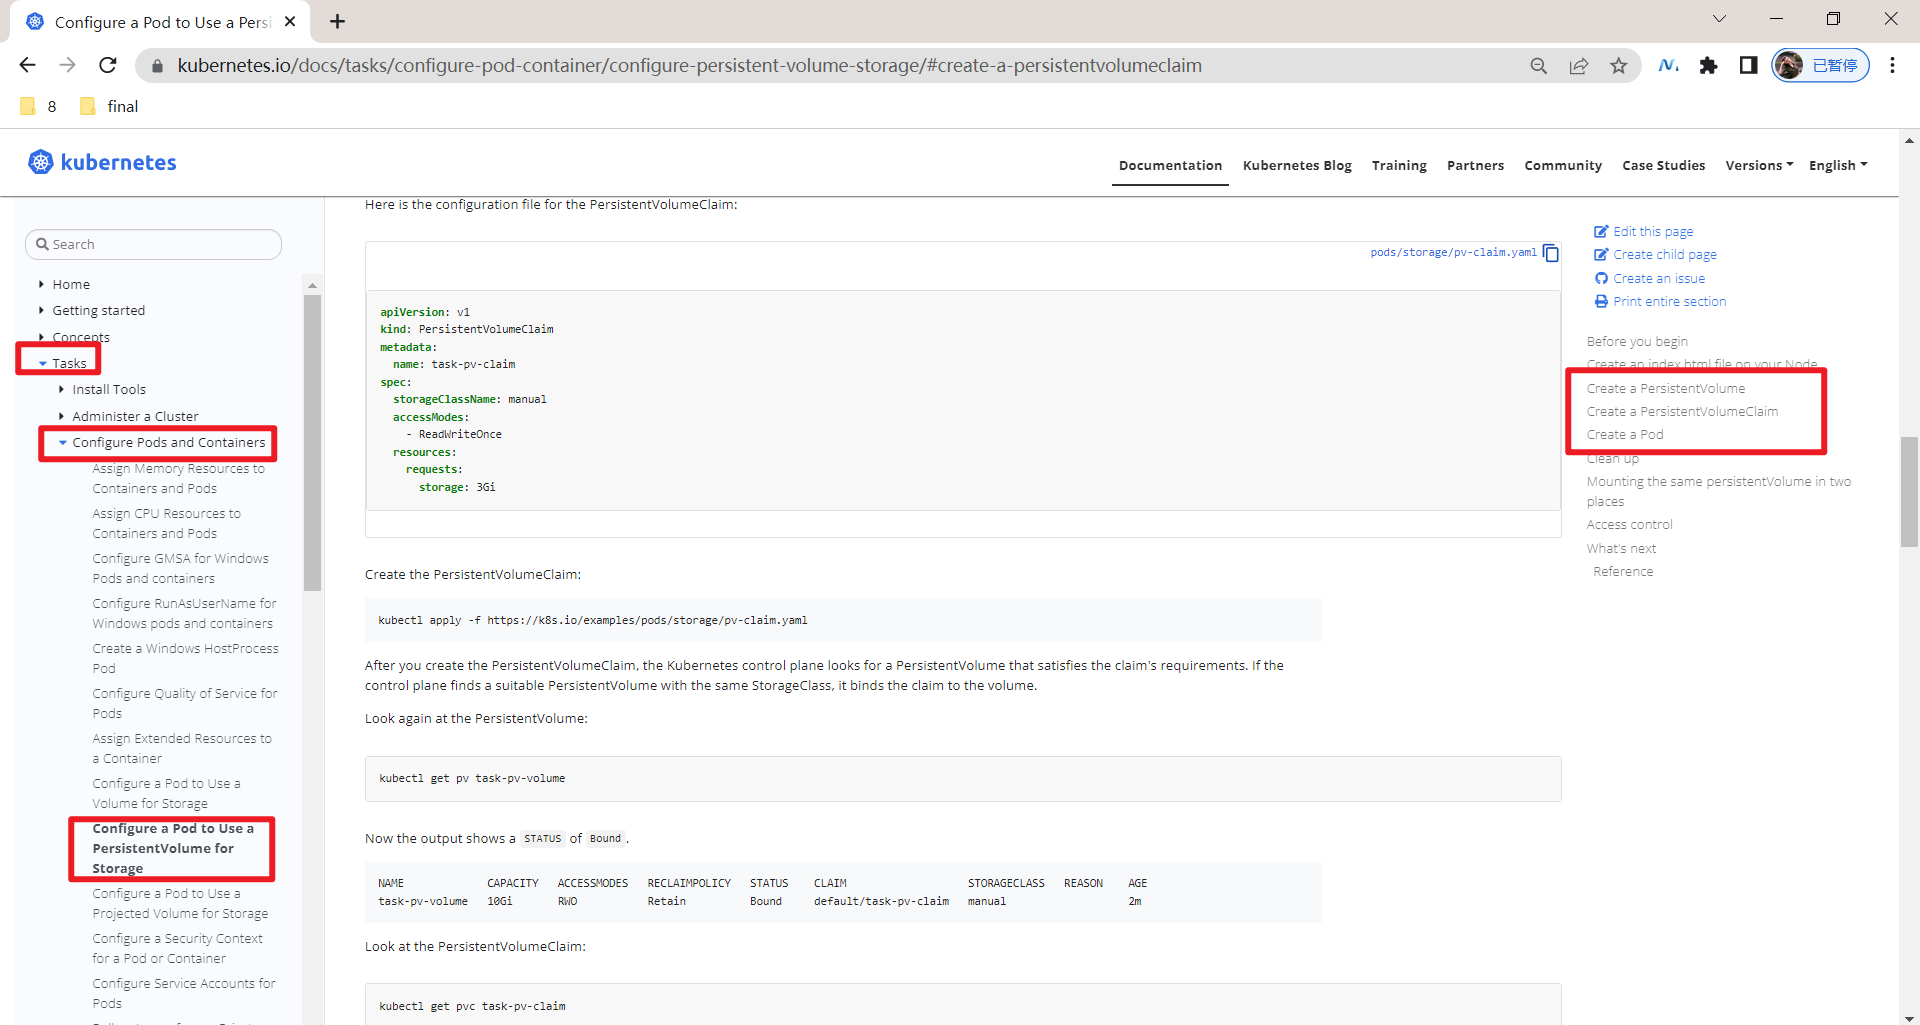 Configure a Pod to Use a Persi
kubernetes.io/docs/tasks/configure-pod-container/configure-persistent-volume-storage/#create-a-persistentvolumeclaim
已暂停
8 final
kubernetes
Documentation Kubernetes Blog Training Partners Community Case Studies Versions English
Search
Home
Getting started
Concepts
Tasks
Install Tools
Administer a Cluster
Configure Pods and Containers
Assign Memory Resources to
Containers and Pods
Assign CPU Resources to
Containers and Pods
Configure GMSA for Windows
Pods and containers
Configure RunAsUserName for
Windows pods and containers
Create a Windows HostProcess
Pod
Configure Quality of Service for
Pods
Assign Extended Resources to
a Container
Configure a Pod to Use a
Volume for Storage
Configure a Pod to Use a
PersistentVolume for
Storage
Configure a Pod to Use a
Projected Volume for Storage
Configure a Security Context
for a Pod or Container
Configure Service Accounts for
Pods
Here is the configuration file for the PersistentVolumeClaim:
pods/storage/pv-claim.yaml
apiVersion: v1
kind: PersistentVolumeClaim
metadata:
  name: task-pv-claim
spec:
  storageClassName: manual
  accessModes:
    - ReadWriteOnce
  resources:
    requests:
      storage: 3Gi
Create the PersistentVolumeClaim:
kubectl apply -f https://k8s.io/examples/pods/storage/pv-claim.yaml
After you create the PersistentVolumeClaim, the Kubernetes control plane looks for a PersistentVolume that satisfies the claim's requirements. If the
control plane finds a suitable PersistentVolume with the same StorageClass, it binds the claim to the volume.
Look again at the PersistentVolume:
kubectl get pv task-pv-volume
Now the output shows a STATUS of Bound.
NAME CAPACITY ACCESSMODES RECLAIMPOLICY STATUS CLAIM STORAGECLASS REASON AGE
task-pv-volume 10Gi RWO Retain Bound default/task-pv-claim manual 2m
Look at the PersistentVolumeClaim:
kubectl get pvc task-pv-claim
Edit this page
Create child page
Create an issue
Print entire section
Before you begin
Create an index.html file on your Node
Create a PersistentVolume
Create a PersistentVolumeClaim
Create a Pod
Clean up
Mounting the same persistentVolume in two
places
Access control
What's next
Reference